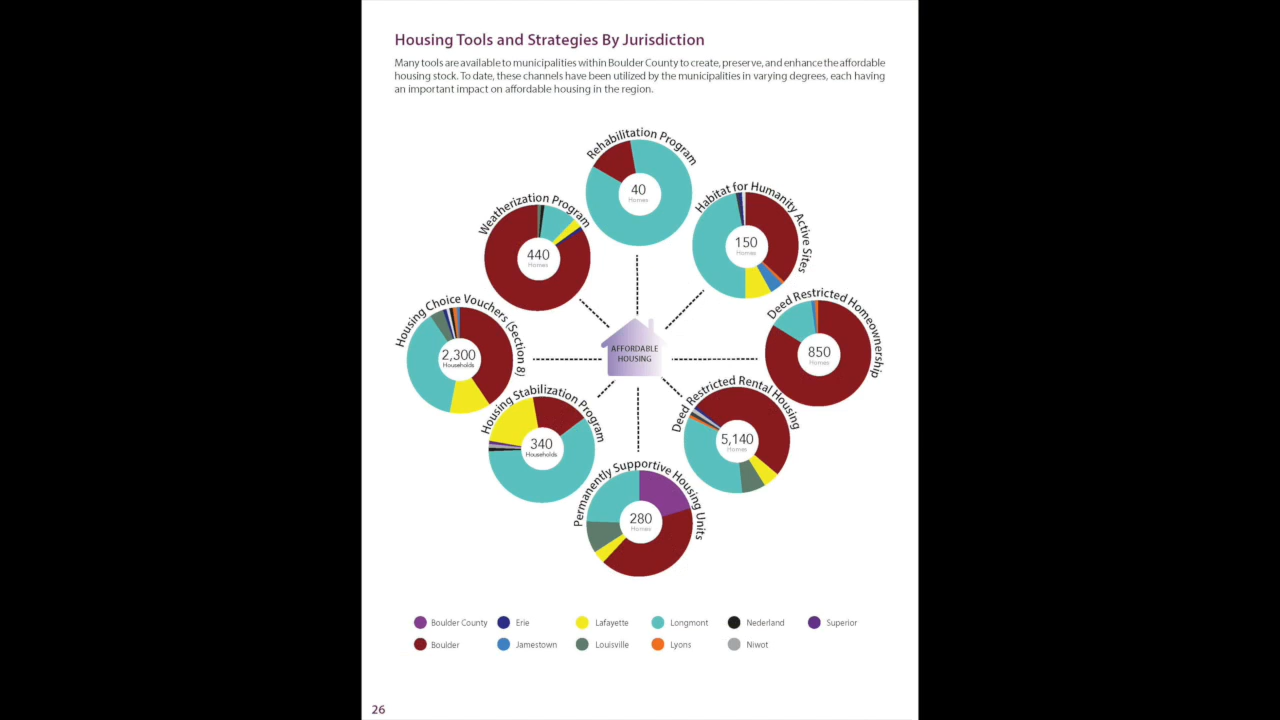 Housing Tools and Strategies By Jurisdiction
Many tools are available to municipalities within Boulder County to create, preserve, and enhance the affordable
housing stock. To date, these channels have been utilized by the municipalities in varying degrees, each having
an important impact on affordable housing in the region.
Rehabilitation Program
40
Homes
Weatherization Program
440
Homes
Habitat for Humanity Active Sites
150
Homes
Housing Choice Vouchers (Section 8)
2,300
Households
AFFORDABLE
HOUSING
Deed Restricted Homeownership
850
Homes
Housing Stabilization Program
340
Households
Deed Restricted Rental Housing
5,140
Homes
Permanently Supportive Housing Units
280
Homes
Boulder County Erie Lafayette Longmont Nederland Superior
Boulder Jamestown Louisville Lyons Niwot
26